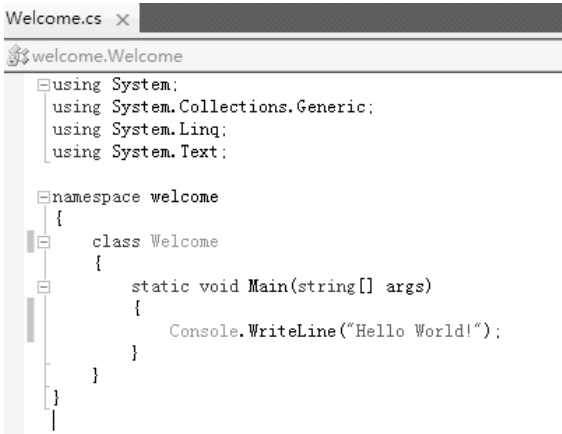 Welcome.cs ×
welcome.Welcome
using System;
using System.Collections.Generic;
using System.Linq;
using System.Text;
namespace welcome
{
class Welcome
{
static void Main(string[] args)
{
Console.WriteLine("Hello World!");
}
}
}